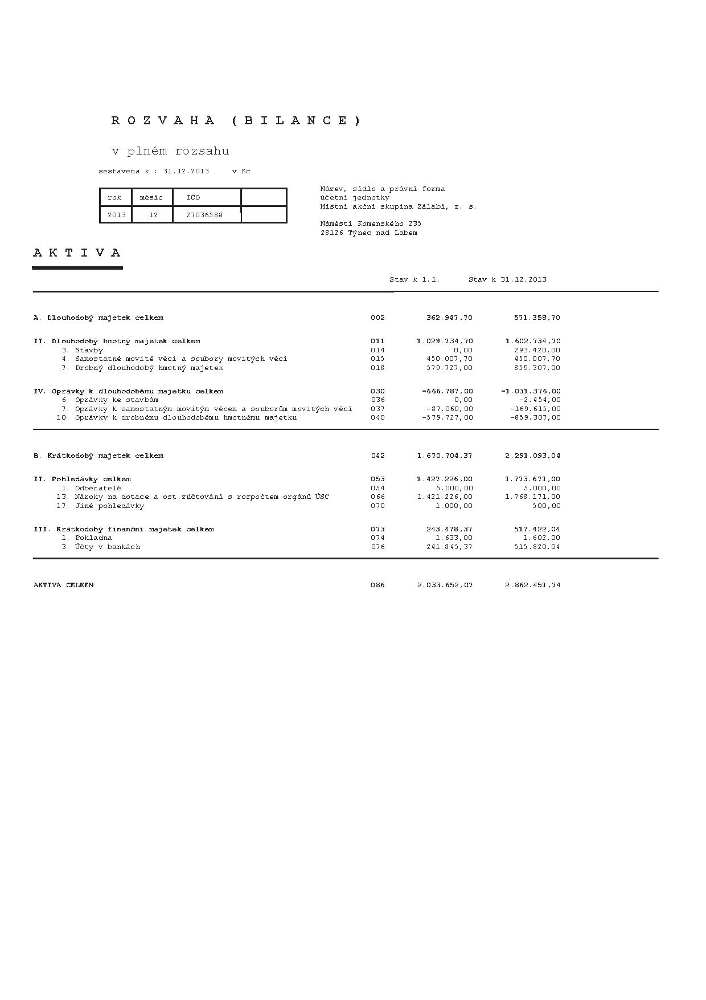 R O Z V A H A ( B I L A N C E )
v plném rozsahu
sestavena k : 31.12.2013 v Kč
rok měsíc IČO
2013 12 27036588
Název, sídlo a právní forma
účetní jednotky
Místní akční skupina Zálabí, z. s.
Náměstí Komenského 235
28126 Týnec nad Labem
A K T I V A
Stav k 1.1. Stav k 31.12.2013
A. Dlouhodobý majetek celkem 002 362.947,70 571.358,70
II. Dlouhodobý hmotný majetek celkem 011 1.029.734,70 1.602.734,70
3. Stavby 014 0,00 293.420,00
4. Samostatné movité věci a soubory movitých věcí 015 450.007,70 450.007,70
7. Drobný dlouhodobý hmotný majetek 018 579.727,00 859.307,00
IV. Oprávky k dlouhodobému majetku celkem 030 -666.787,00 -1.031.376,00
6. Oprávky ke stavbám 036 0,00 -2.454,00
7. Oprávky k samostatným movitým věcem a souborům movitých věcí 037 -87.060,00 -169.615,00
10. Oprávky k drobnému dlouhodobému hmotnému majetku 040 -579.727,00 -859.307,00
B. Krátkodobý majetek celkem 042 1.670.704,37 2.291.093,04
II. Pohledávky celkem 053 1.427.226,00 1.773.671,00
1. Odběratelé 054 5.000,00 5.000,00
13. Nároky na dotace a ost.zúčtování s rozpočtem orgánů ÚSC 066 1.421.226,00 1.768.171,00
17. Jiné pohledávky 070 1.000,00 500,00
III. Krátkodobý finanční majetek celkem 073 243.478,37 517.422,04
1. Pokladna 074 1.633,00 1.602,00
3. Účty v bankách 076 241.845,37 515.820,04
AKTIVA CELKEM 086 2.033.652,07 2.862.451,74